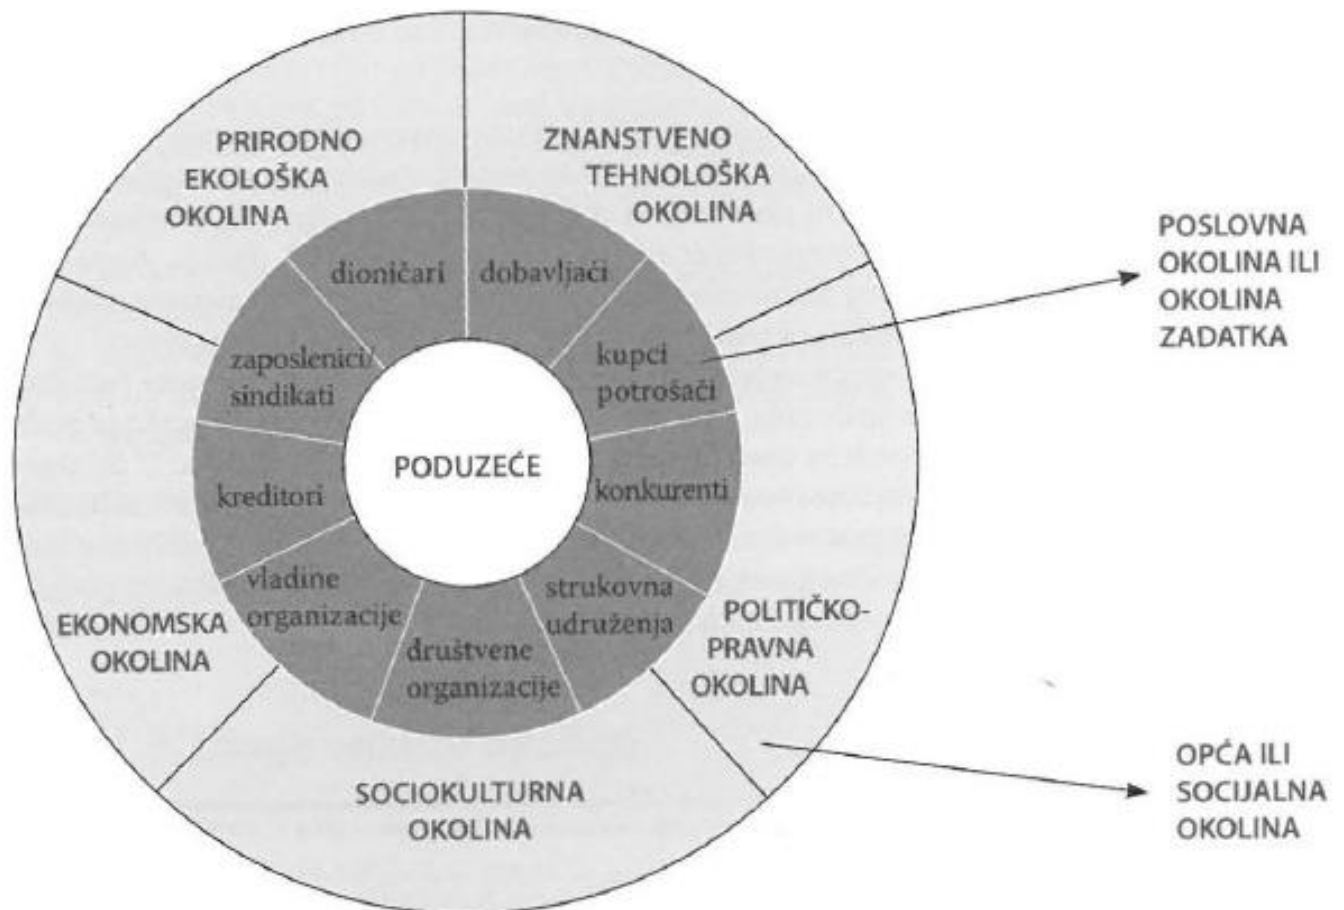 PRIRODNO
EKOLOŠKA
OKOLINA
ZNANSTVENO
TEHNOLOŠKA
OKOLINA
POSLOVNA
OKOLINA ILI
OKOLINA
ZADATKA
dioničari
dobavljaći
zaposlenici/
sindikati
kupci
potrošači
PODUZEĆE
kreditori
konkurenti
vladine
organizacije
strukovna
udruženja
društvene
organizacije
EKONOMSKA
OKOLINA
POLITIČKO-
PRAVNA
OKOLINA
SOCIOKULTURNA
OKOLINA
OPĆA ILI
SOCIJALNA
OKOLINA